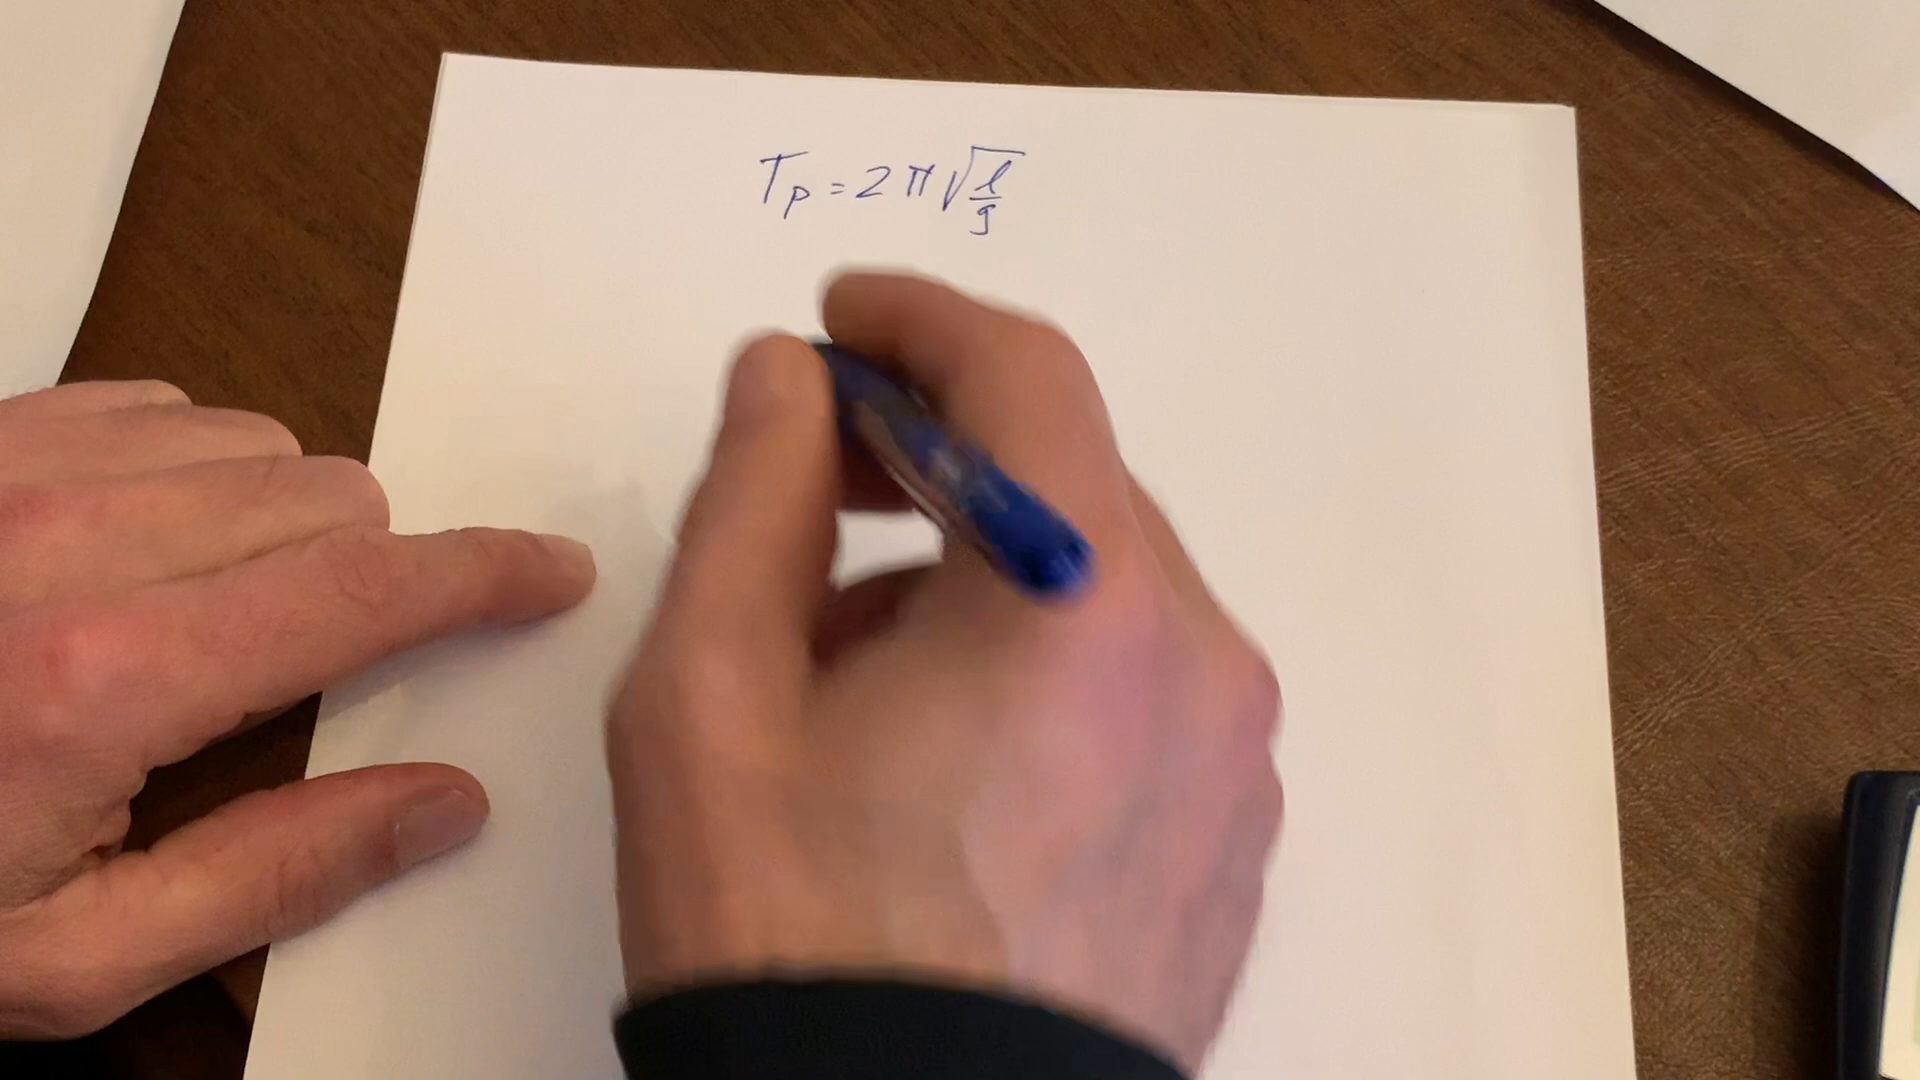 Tp = 2π√(l/g)